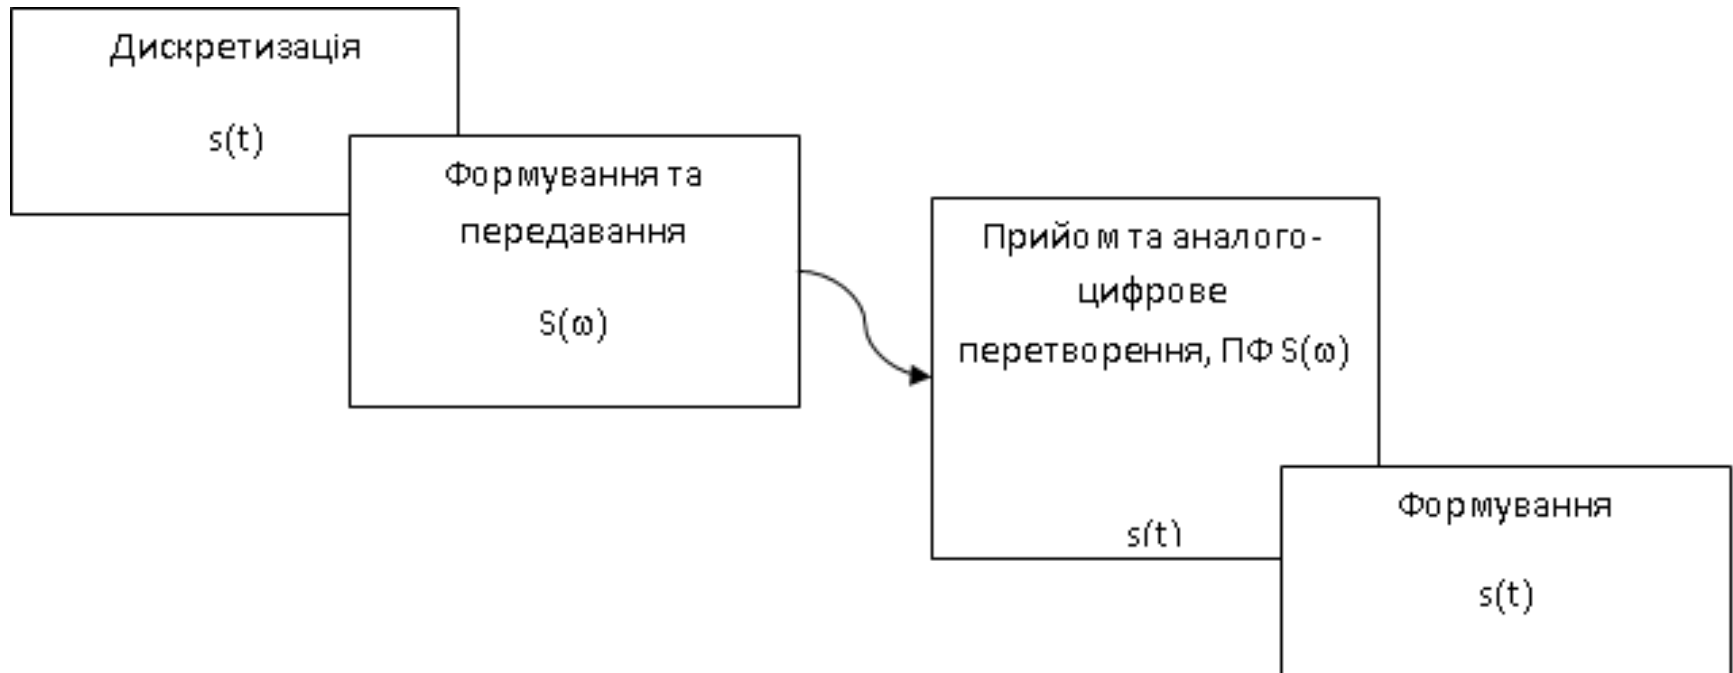 Дискретизація
s(t)
Формування та
передавання
S(ω)
Прийом та аналого-
цифрове
перетворення, ПФ S(ω)
s(t)
Формування
s(t)